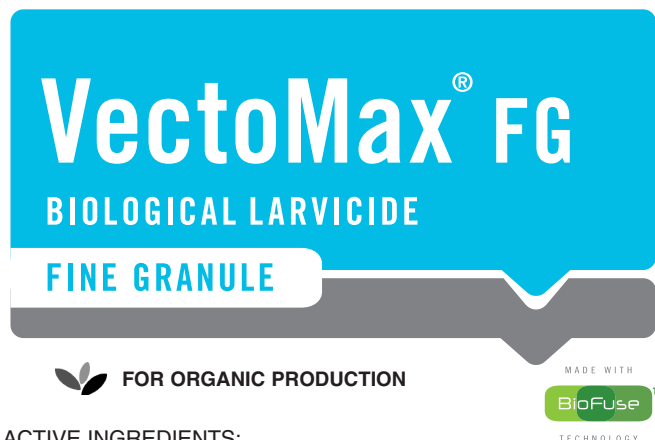 VectoMax® FG
BIOLOGICAL LARVICIDE
FINE GRANULE
FOR ORGANIC PRODUCTION
MADE WITH
BioFuse
TECHNOLOGY
ACTIVE INGREDIENTS: